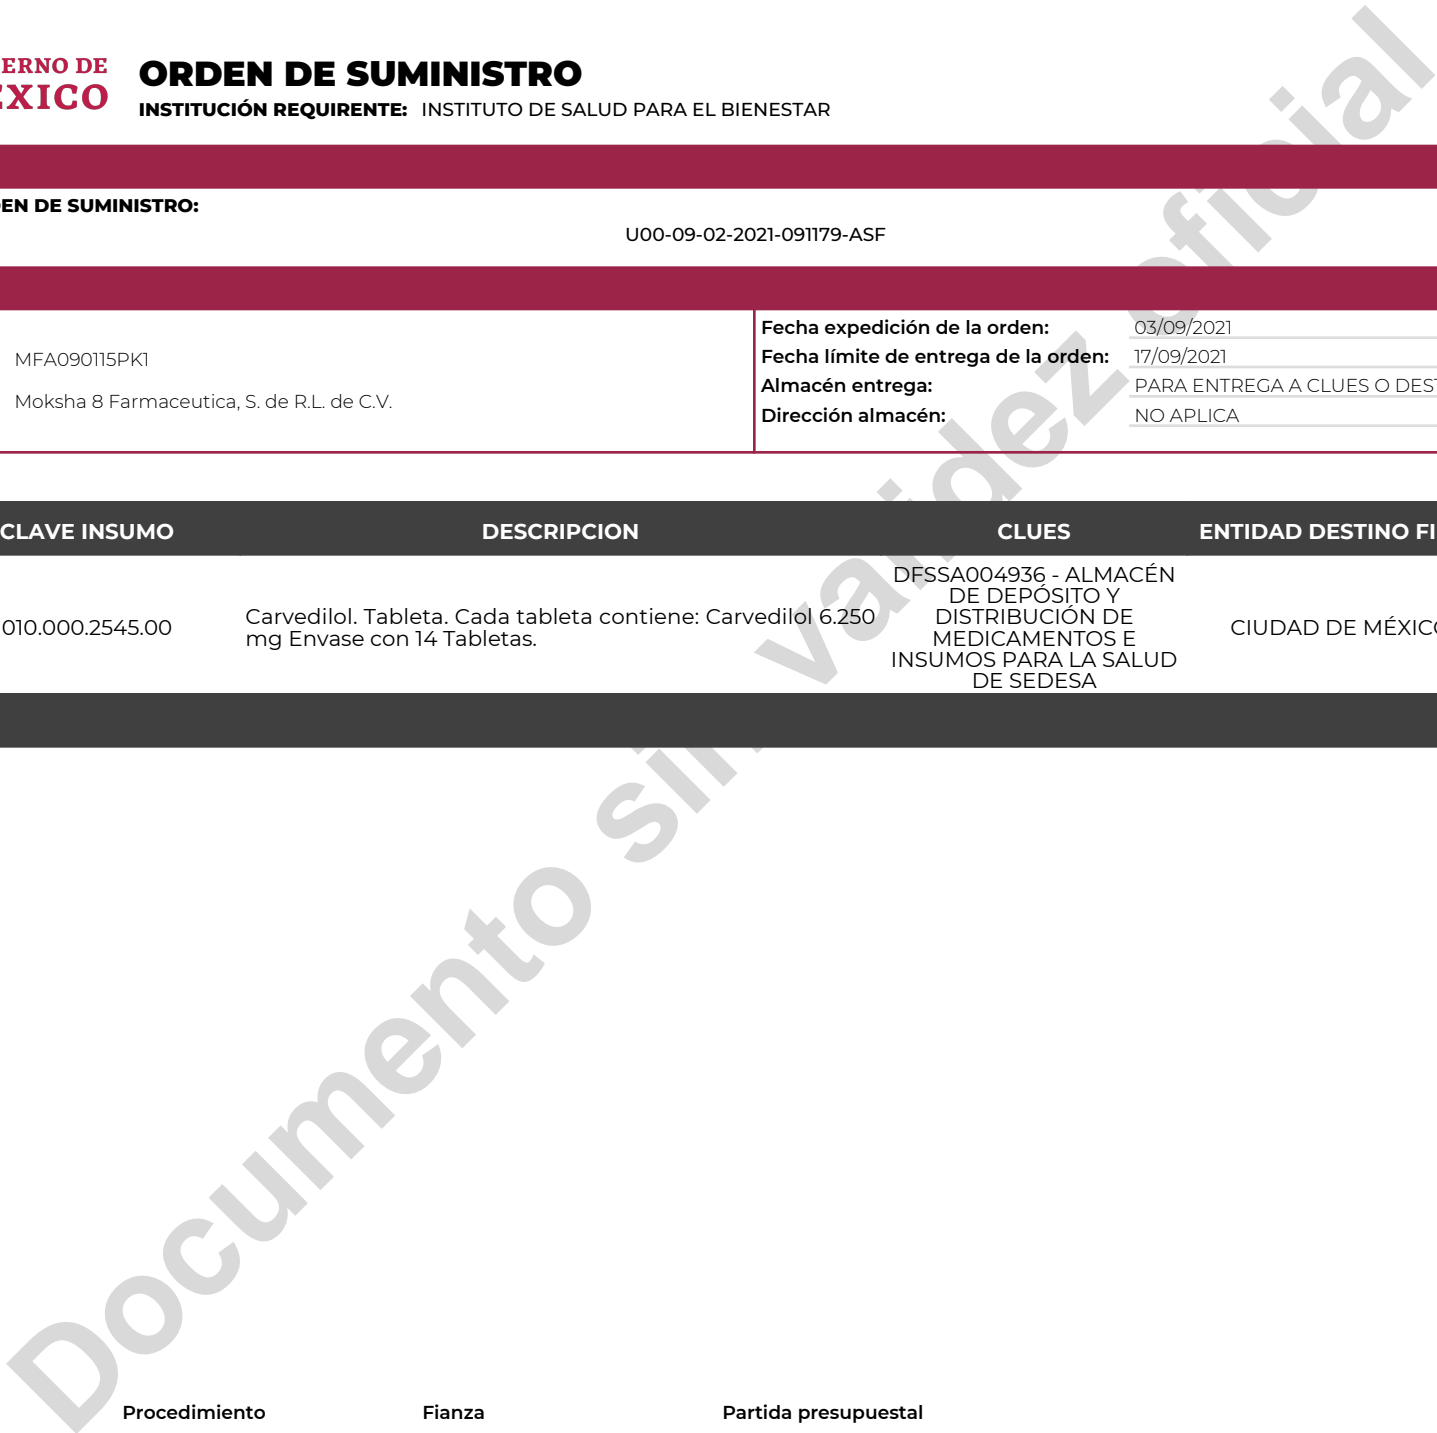 ERNO DE
ÉXICO
ORDEN DE SUMINISTRO
INSTITUCIÓN REQUIRENTE: INSTITUTO DE SALUD PARA EL BIENESTAR
EN DE SUMINISTRO:
U00-09-02-2021-091179-ASF
MFA090115PK1
Moksha 8 Farmaceutica, S. de R.L. de C.V.
Fecha expedición de la orden: 03/09/2021
Fecha límite de entrega de la orden: 17/09/2021
Almacén entrega: PARA ENTREGA A CLUES O DEST
Dirección almacén: NO APLICA
CLAVE INSUMO DESCRIPCION CLUES ENTIDAD DESTINO FI
010.000.2545.00
Carvedilol. Tableta. Cada tableta contiene: Carvedilol 6.250
mg Envase con 14 Tabletas.
DFSSA004936 - ALMACÉN
DE DEPÓSITO Y
DISTRIBUCIÓN DE
MEDICAMENTOS E
INSUMOS PARA LA SALUD
DE SEDESA
CIUDAD DE MÉXICO
Procedimiento Fianza Partida presupuestal
Documento sin validez oficial